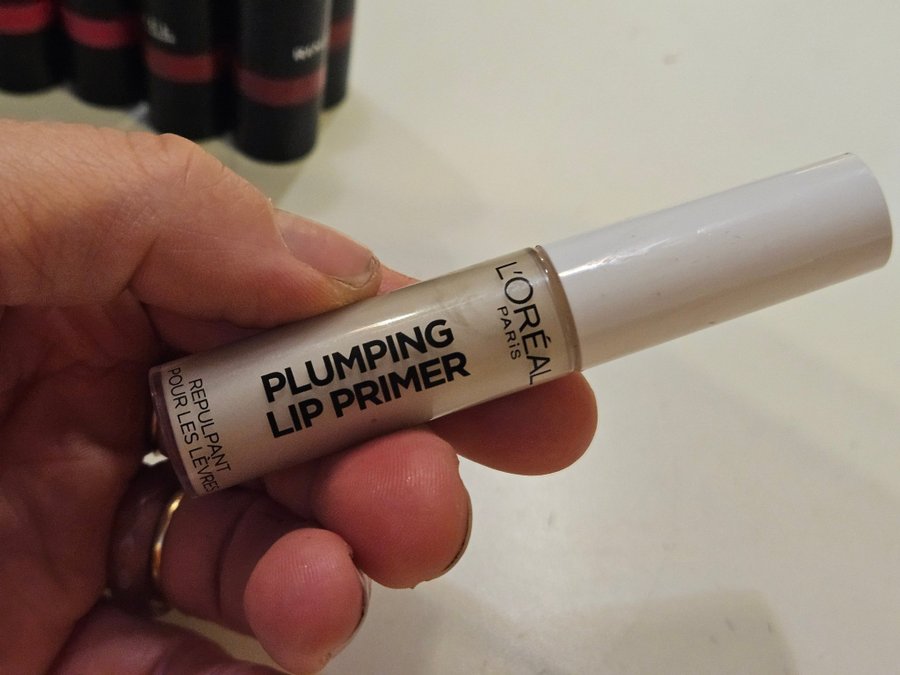 L'ORÉAL
PARiS
PLUMPING
LIP PRIMER
REPULPANT
POUR LES LÈVRES